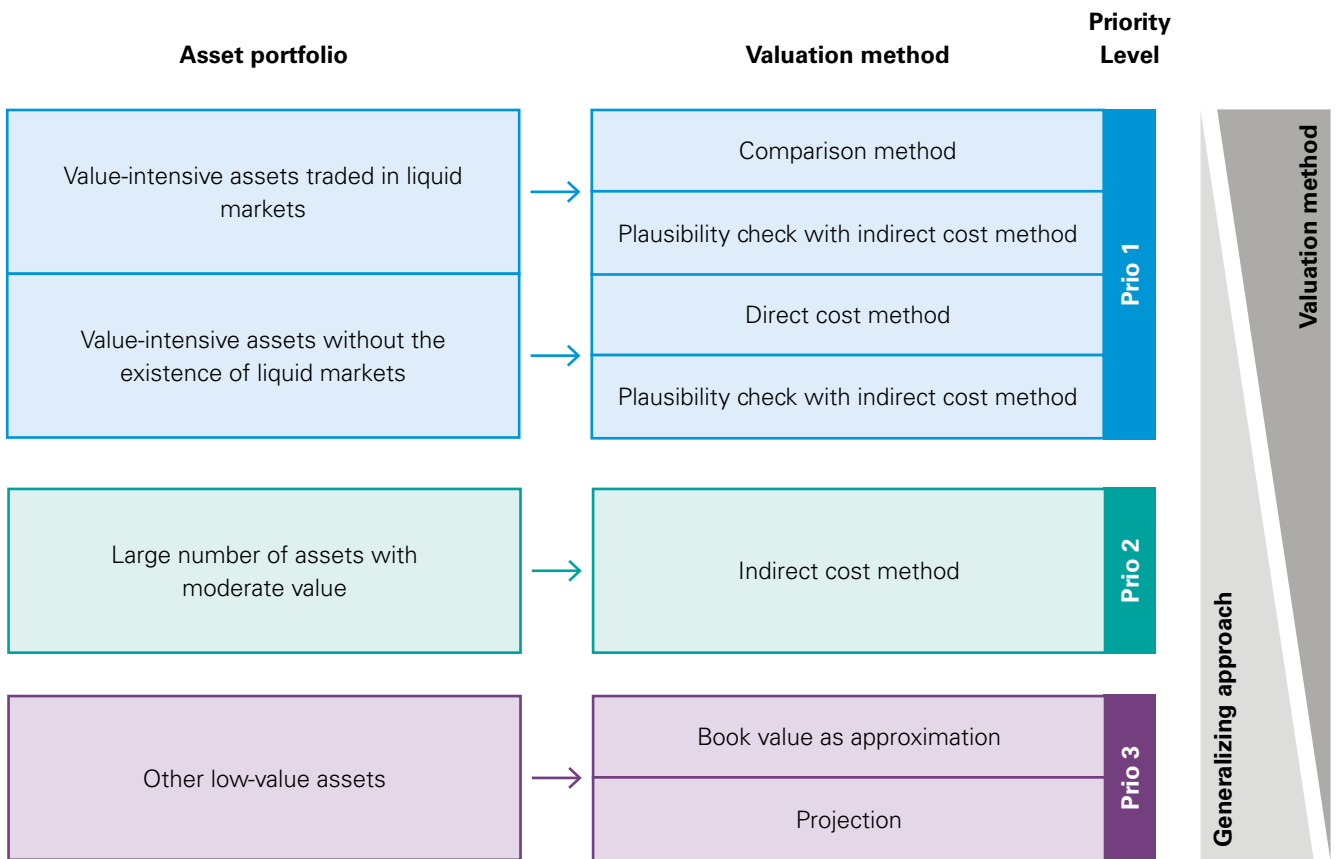 Asset portfolio
Valuation method
Priority
Level
Value-intensive assets traded in liquid
markets
Comparison method
Plausibility check with indirect cost method
Value-intensive assets without the
existence of liquid markets
Direct cost method
Plausibility check with indirect cost method
Prio 1
Large number of assets with
moderate value
Indirect cost method
Prio 2
Other low-value assets
Book value as approximation
Projection
Prio 3
Generalizing approach
Valuation method